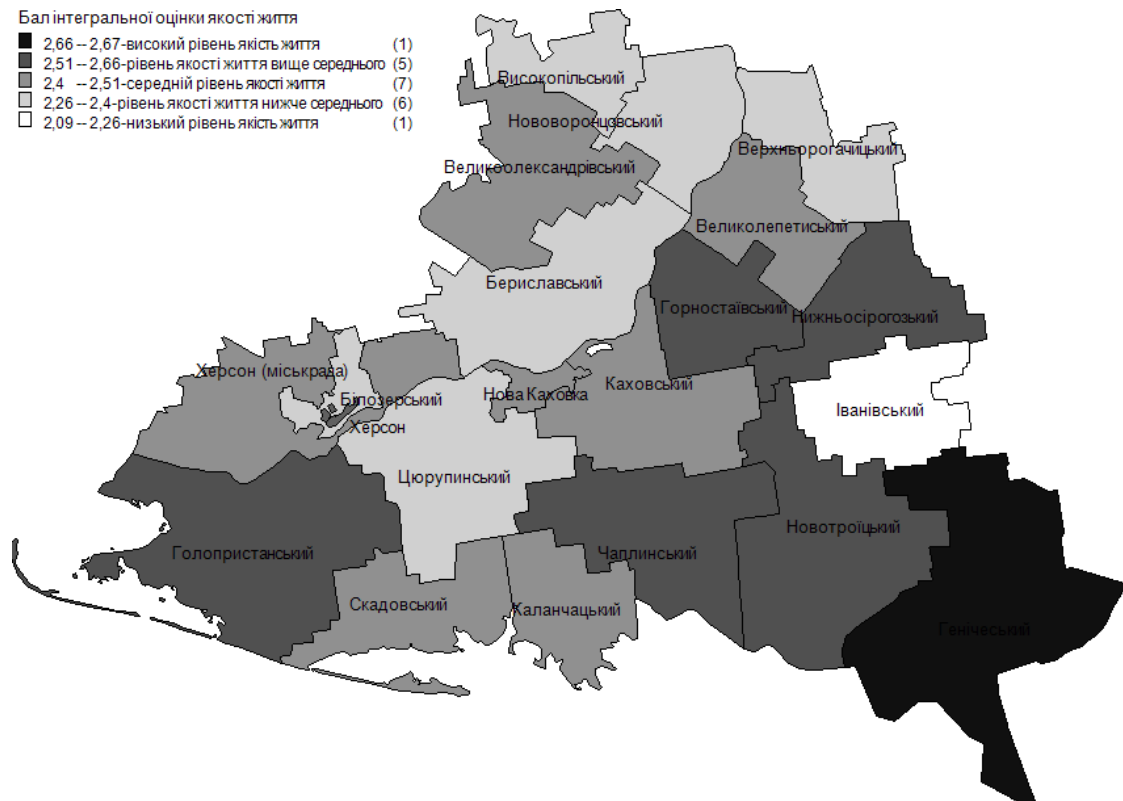 Бал інтегральної оцінки якості життя
2,66 -- 2,67-високий рівень якість життя (1)
2,51 -- 2,66-рівень якості життя вище середнього (5)
2,4 -- 2,51-середній рівень якості життя (7)
2,26 -- 2,4-рівень якості життя нижче середнього (6)
2,09 -- 2,26-низький рівень якість життя (1)
Високопільський
Нововоронцовський
Верхньорогачицький
Великоолександрівський
Великолепетиський
Бериславський
Горностаївський
Нижньосірогозький
Херсон (міськрада)
Каховський
Білозерський
Нова Каховка
Іванівський
Херсон
Цюрупинський
Голопристанський
Чаплинський
Новотроїцький
Скадовський
Каланчацький
Генічеський